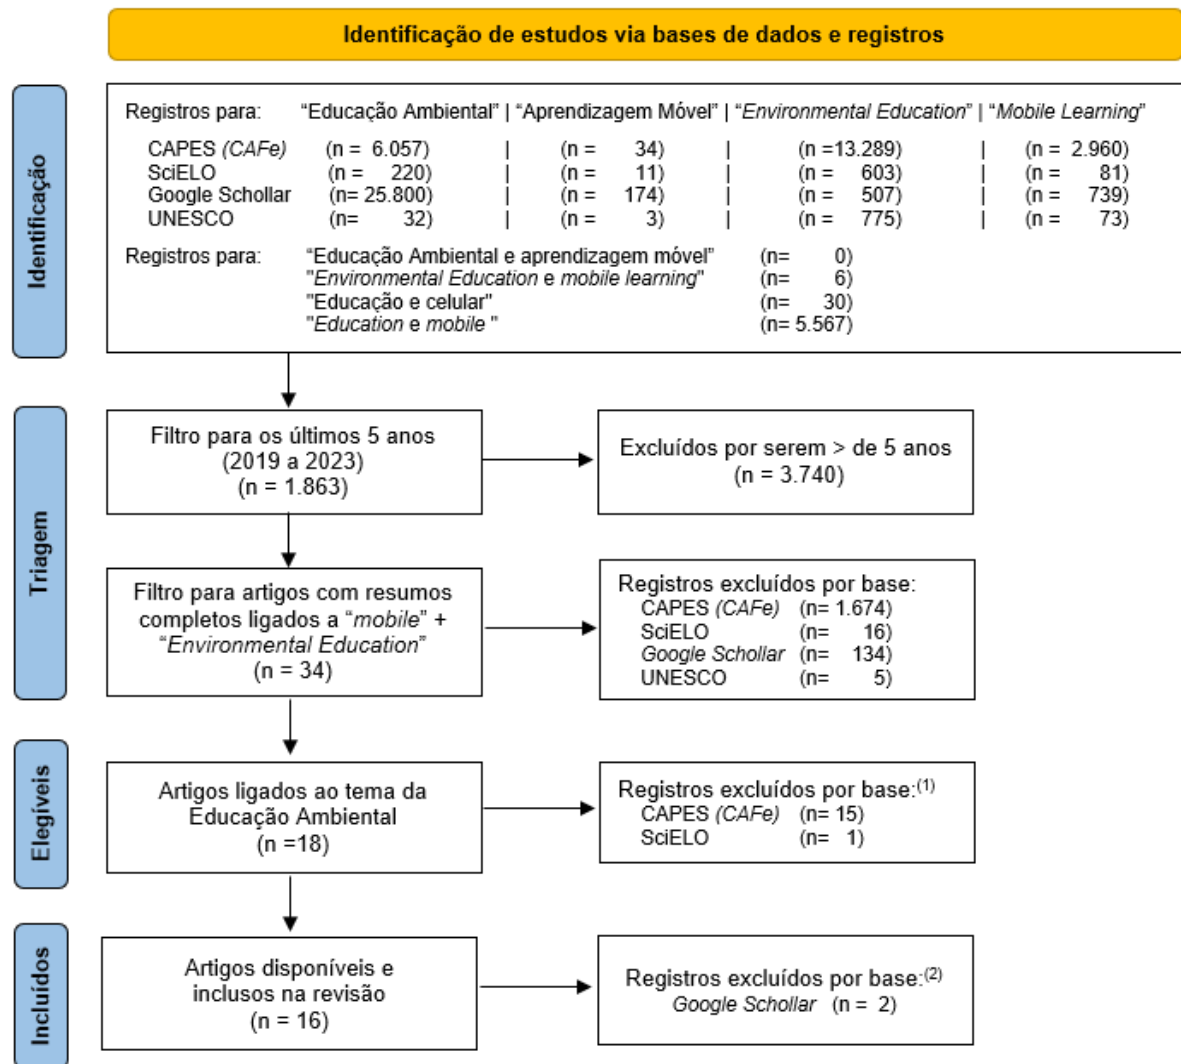 Identificação de estudos via bases de dados e registros
Identificação
Registros para: “Educação Ambiental” | “Aprendizagem Móvel” | “Environmental Education” | “Mobile Learning”
CAPES (CAFe) (n = 6.057) | (n = 34) | (n =13.289) | (n = 2.960)
SciELO (n = 220) | (n = 11) | (n = 603) | (n = 81)
Google Schollar (n= 25.800) | (n = 174) | (n = 507) | (n = 739)
UNESCO (n= 32) | (n = 3) | (n = 775) | (n = 73)
Registros para: “Educação Ambiental e aprendizagem móvel” (n= 0)
"Environmental Education e mobile learning" (n= 6)
"Educação e celular" (n= 30)
"Education e mobile " (n= 5.567)
Triagem
Filtro para os últimos 5 anos
(2019 a 2023)
(n = 1.863)
Excluídos por serem > de 5 anos
(n = 3.740)
Filtro para artigos com resumos
completos ligados a “mobile” +
“Environmental Education”
(n = 34)
Registros excluídos por base:
CAPES (CAFe) (n= 1.674)
SciELO (n= 16)
Google Schollar (n= 134)
UNESCO (n= 5)
Elegíveis
Artigos ligados ao tema da
Educação Ambiental
(n =18)
Registros excluídos por base:(1)
CAPES (CAFe) (n= 15)
SciELO (n= 1)
Incluídos
Artigos disponíveis e
inclusos na revisão
(n = 16)
Registros excluídos por base:(2)
Google Schollar (n = 2)